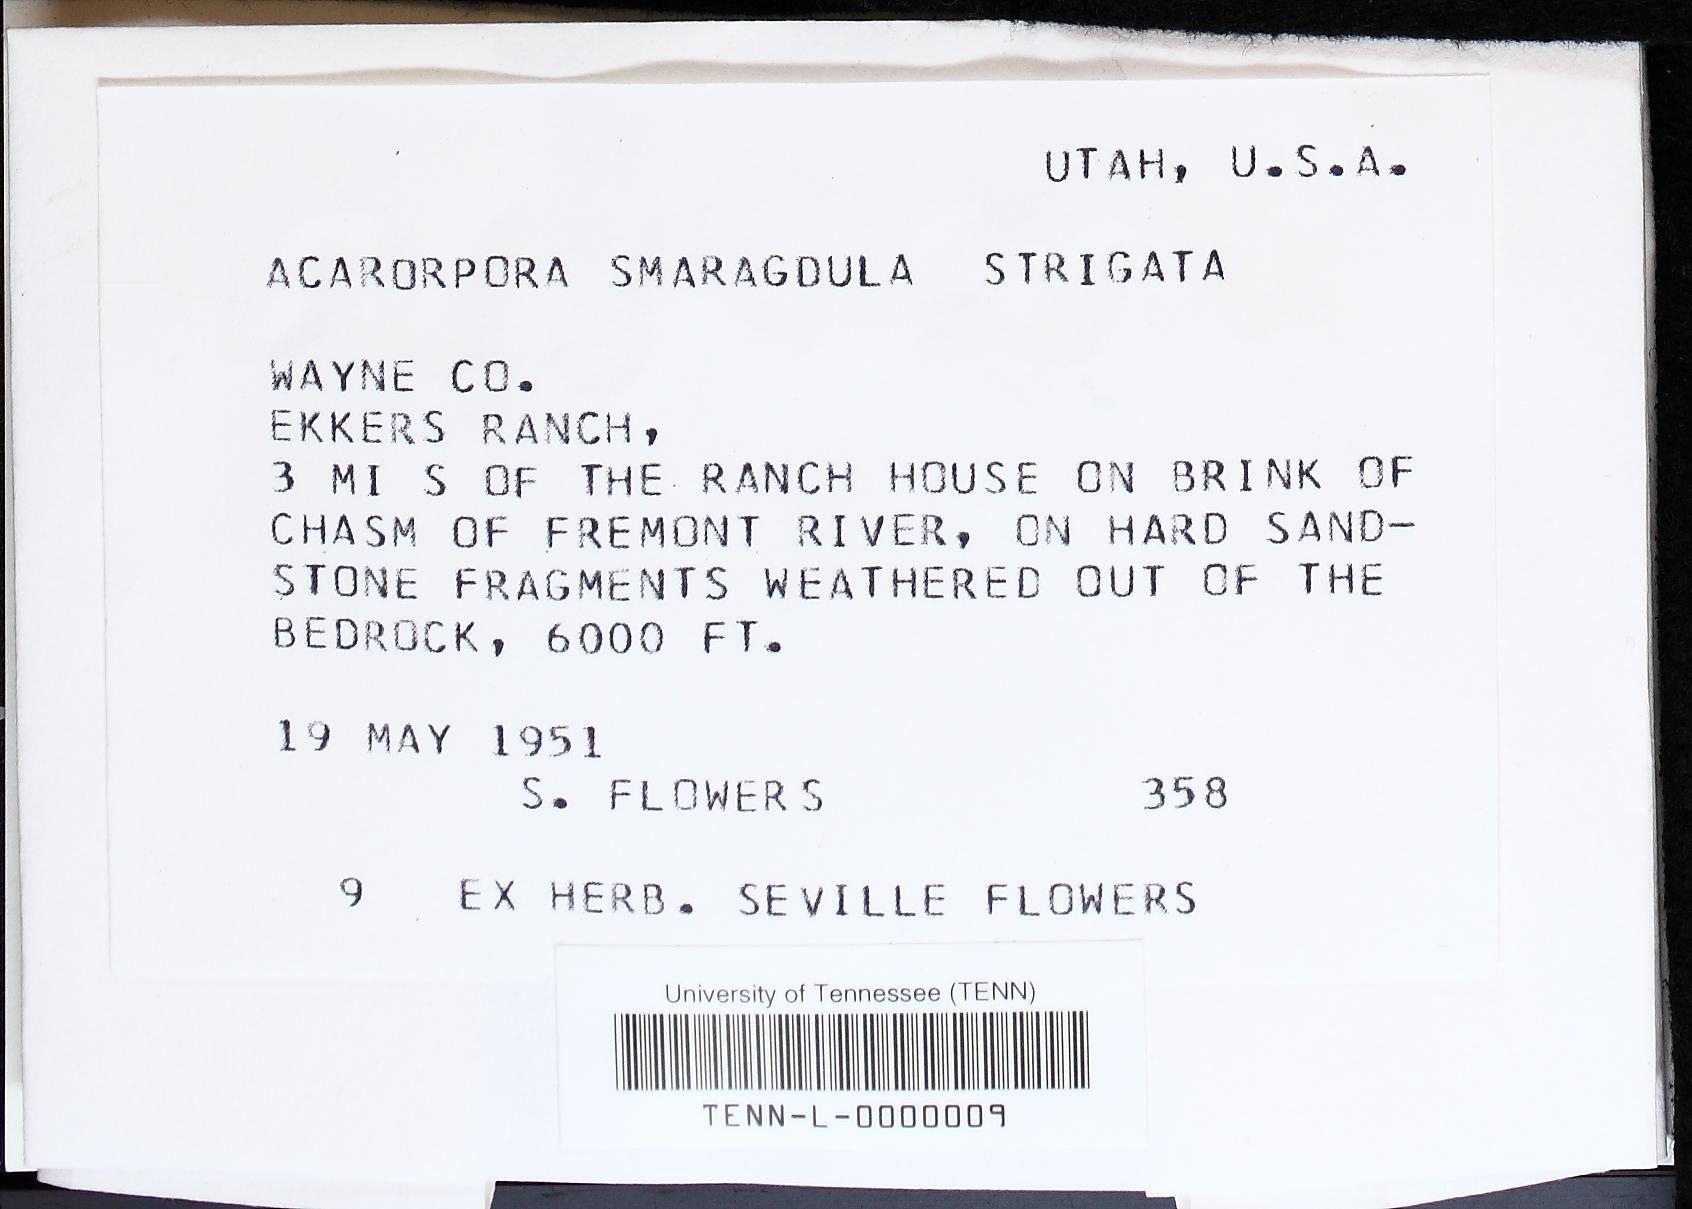 UTAH, U.S.A.
ACARORPORA SMARAGDULA STRIGATA
WAYNE CO.
EKKERS RANCH,
3 MI S OF THE RANCH HOUSE ON BRINK OF
CHASM OF FREMONT RIVER, ON HARD SAND-
STONE FRAGMENTS WEATHERED OUT OF THE
BEDROCK, 6000 FT.
19 MAY 1951
S. FLOWERS 358
9 EX HERB. SEVILLE FLOWERS
University of Tennessee (TENN)
TENN-L-0000009